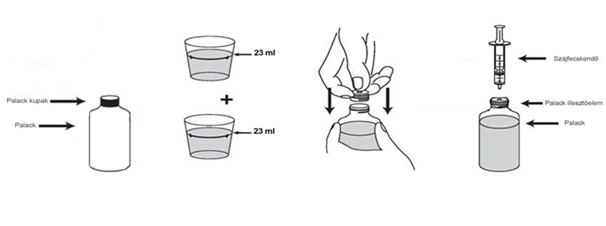 Palack kupak
Palack
23 ml
+
23 ml
Szájfecskendő
Palack illesztőelem
Palack